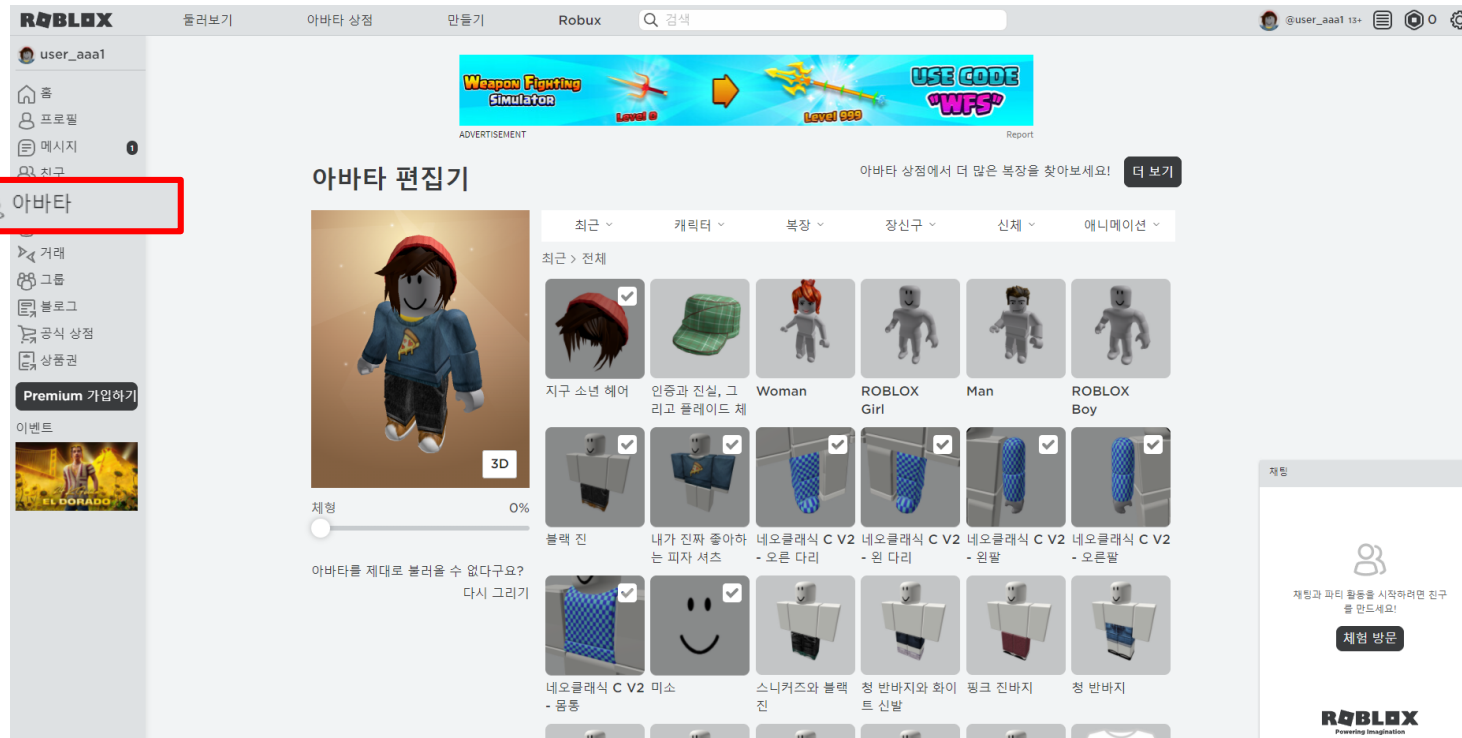 ROBLOX 둘러보기 아바타 상점 만들기 Robux 검색 @user_aaa1 13+ 0
user_aaa1
홈
프로필
메시지 1
친구
아바타
거래
그룹
블로그
공식 상점
상품권
Premium 가입하기
이벤트
EL DORADO
Weapon Fighting
Simulator
Level 0
Level 999
USE CODE
"WFS"
ADVERTISEMENT Report
아바타 편집기
아바타 상점에서 더 많은 복장을 찾아보세요! 더 보기
3D
체형 0%
아바타를 제대로 불러올 수 없다구요?
다시 그리기
최근 캐릭터 복장 장신구 신체 애니메이션
최근 > 전체
지구 소년 헤어
인증과 진실, 그
리고 플레이드 체
Woman
ROBLOX
Girl
Man
ROBLOX
Boy
블랙 진
내가 진짜 좋아하
는 피자 셔츠
네오클래식 C V2
- 오른 다리
네오클래식 C V2
- 왼 다리
네오클래식 C V2
- 왼팔
네오클래식 C V2
- 오른팔
네오클래식 C V2
- 몸통
미소
스니커즈와 블랙
진
청 반바지와 화이
트 신발
핑크 진바지
청 반바지
채팅
채팅과 파티 활동을 시작하려면 친구
를 만드세요!
체험 방문
ROBLOX
Powering Imagination